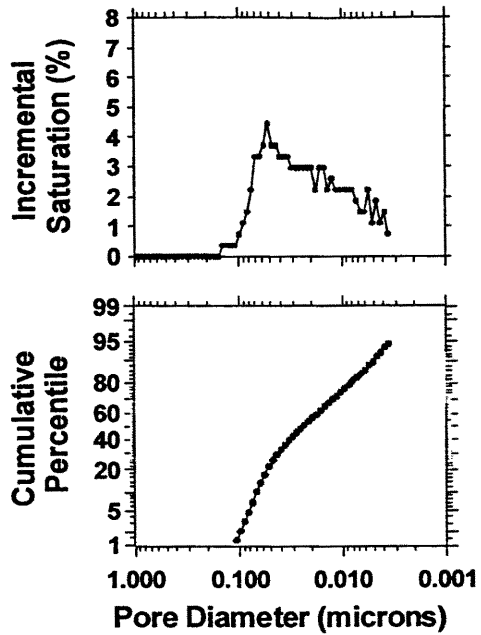 8
7
6
5
4
3
2
1
0
Incremental
Saturation (%)
99
95
80
60
40
20
5
1
Cumulative
Percentile
1.000 0.100 0.010 0.001
Pore Diameter (microns)